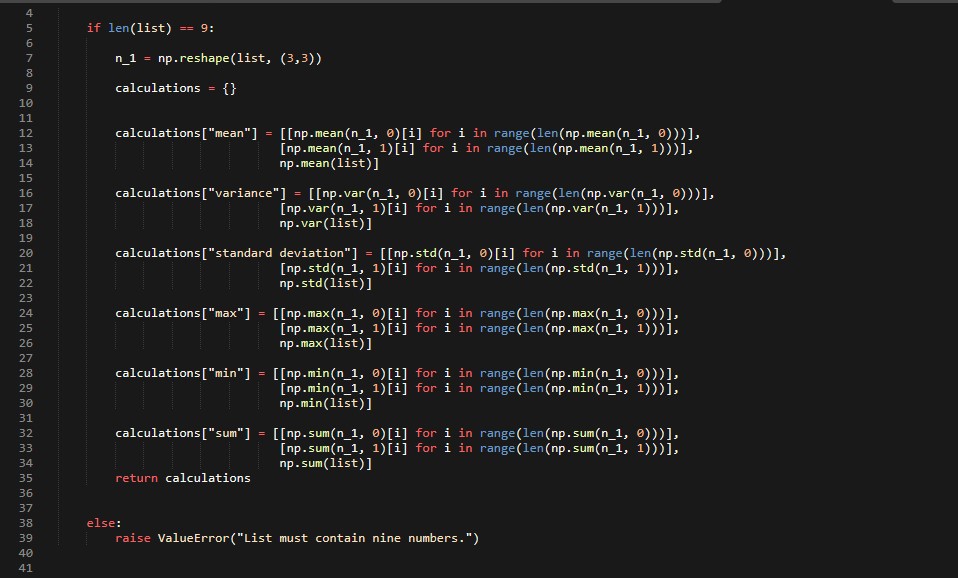 4
5 if len(list) == 9:
6
7 n_1 = np.reshape(list, (3,3))
8
9 calculations = {}
10
11
12 calculations["mean"] = [[np.mean(n_1, 0)[i] for i in range(len(np.mean(n_1, 0)))],
13 [np.mean(n_1, 1)[i] for i in range(len(np.mean(n_1, 1)))],
14 np.mean(list)]
15
16 calculations["variance"] = [[np.var(n_1, 0)[i] for i in range(len(np.var(n_1, 0)))],
17 [np.var(n_1, 1)[i] for i in range(len(np.var(n_1, 1)))],
18 np.var(list)]
19
20 calculations["standard deviation"] = [[np.std(n_1, 0)[i] for i in range(len(np.std(n_1, 0)))],
21 [np.std(n_1, 1)[i] for i in range(len(np.std(n_1, 1)))],
22 np.std(list)]
23
24 calculations["max"] = [[np.max(n_1, 0)[i] for i in range(len(np.max(n_1, 0)))],
25 [np.max(n_1, 1)[i] for i in range(len(np.max(n_1, 1)))],
26 np.max(list)]
27
28 calculations["min"] = [[np.min(n_1, 0)[i] for i in range(len(np.min(n_1, 0)))],
29 [np.min(n_1, 1)[i] for i in range(len(np.min(n_1, 1)))],
30 np.min(list)]
31
32 calculations["sum"] = [[np.sum(n_1, 0)[i] for i in range(len(np.sum(n_1, 0)))],
33 [np.sum(n_1, 1)[i] for i in range(len(np.sum(n_1, 1)))],
34 np.sum(list)]
35 return calculations
36
37
38 else:
39 raise ValueError("List must contain nine numbers.")
40
41